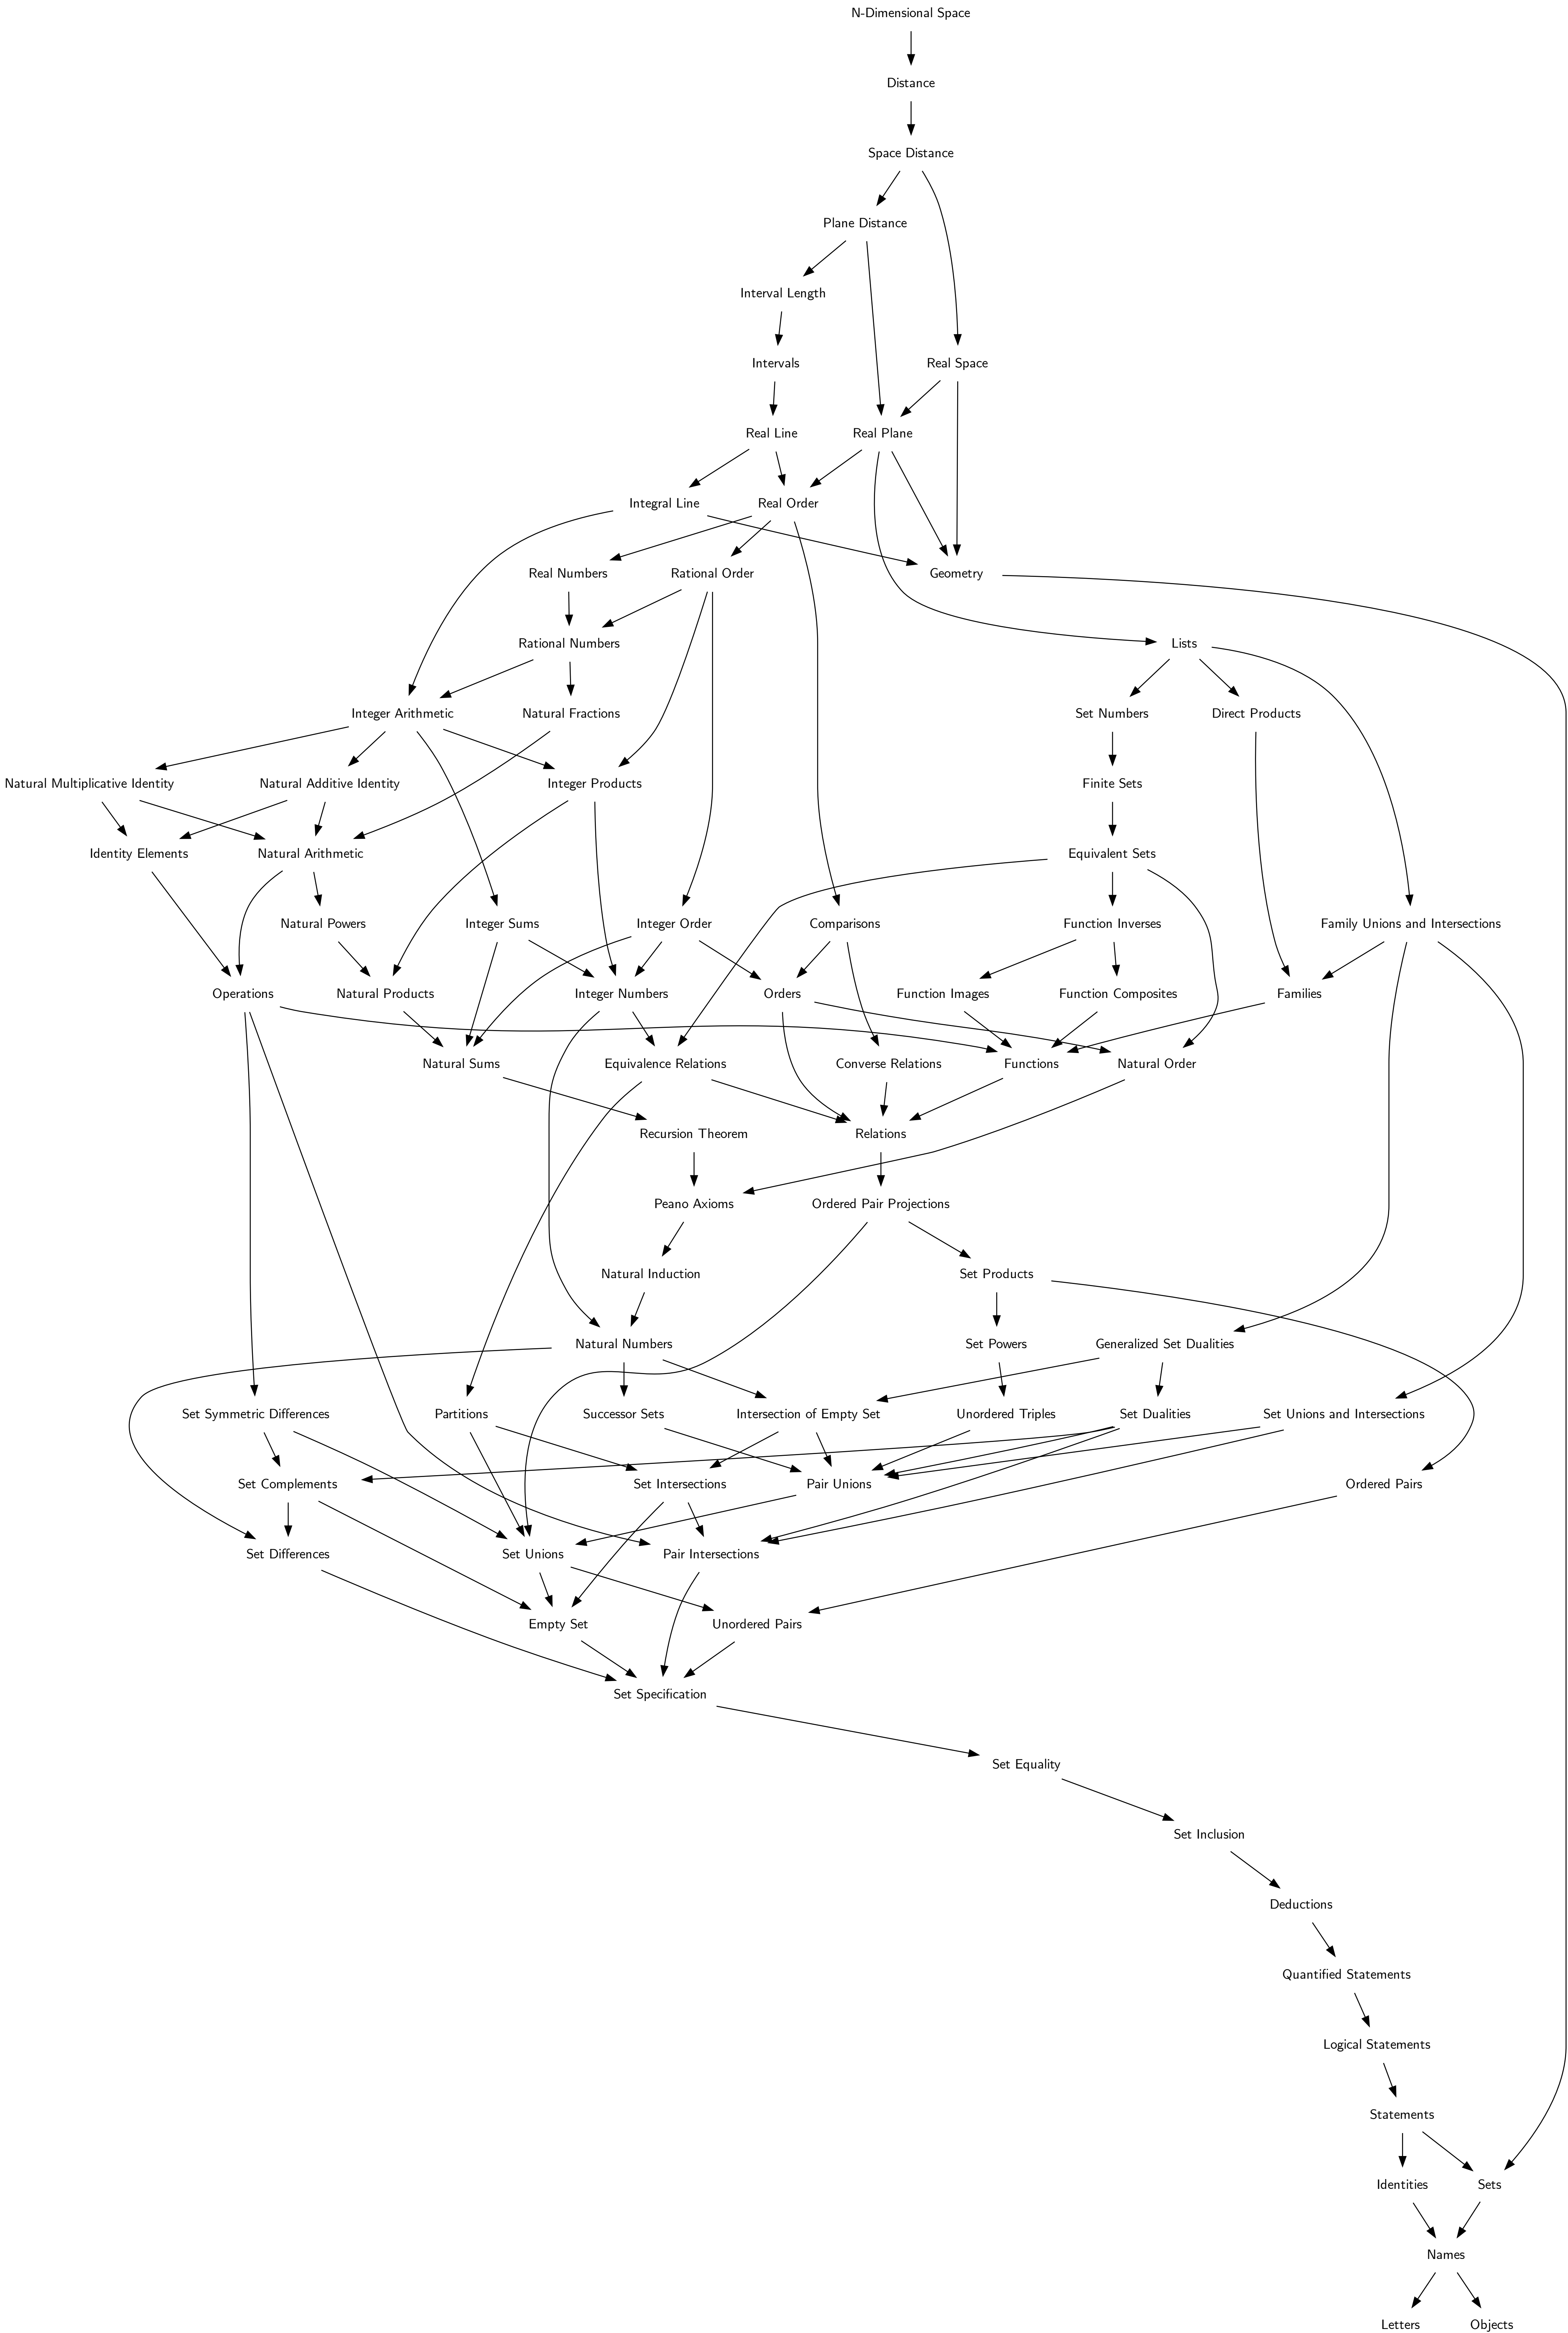 N-Dimensional Space
Distance
Space Distance
Plane Distance
Interval Length
Intervals
Real Space
Real Line
Real Plane
Integral Line
Real Order
Real Numbers
Rational Order
Geometry
Rational Numbers
Lists
Integer Arithmetic
Natural Fractions
Set Numbers
Direct Products
Natural Multiplicative Identity
Natural Additive Identity
Integer Products
Finite Sets
Identity Elements
Natural Arithmetic
Equivalent Sets
Natural Powers
Integer Sums
Integer Order
Comparisons
Function Inverses
Family Unions and Intersections
Operations
Natural Products
Integer Numbers
Orders
Function Images
Function Composites
Families
Natural Sums
Equivalence Relations
Converse Relations
Functions
Natural Order
Recursion Theorem
Relations
Peano Axioms
Ordered Pair Projections
Natural Induction
Set Products
Natural Numbers
Set Powers
Generalized Set Dualities
Set Symmetric Differences
Partitions
Successor Sets
Intersection of Empty Set
Unordered Triples
Set Dualities
Set Unions and Intersections
Set Complements
Set Intersections
Pair Unions
Ordered Pairs
Set Differences
Set Unions
Pair Intersections
Empty Set
Unordered Pairs
Set Specification
Set Equality
Set Inclusion
Deductions
Quantified Statements
Logical Statements
Statements
Identities
Sets
Names
Letters
Objects